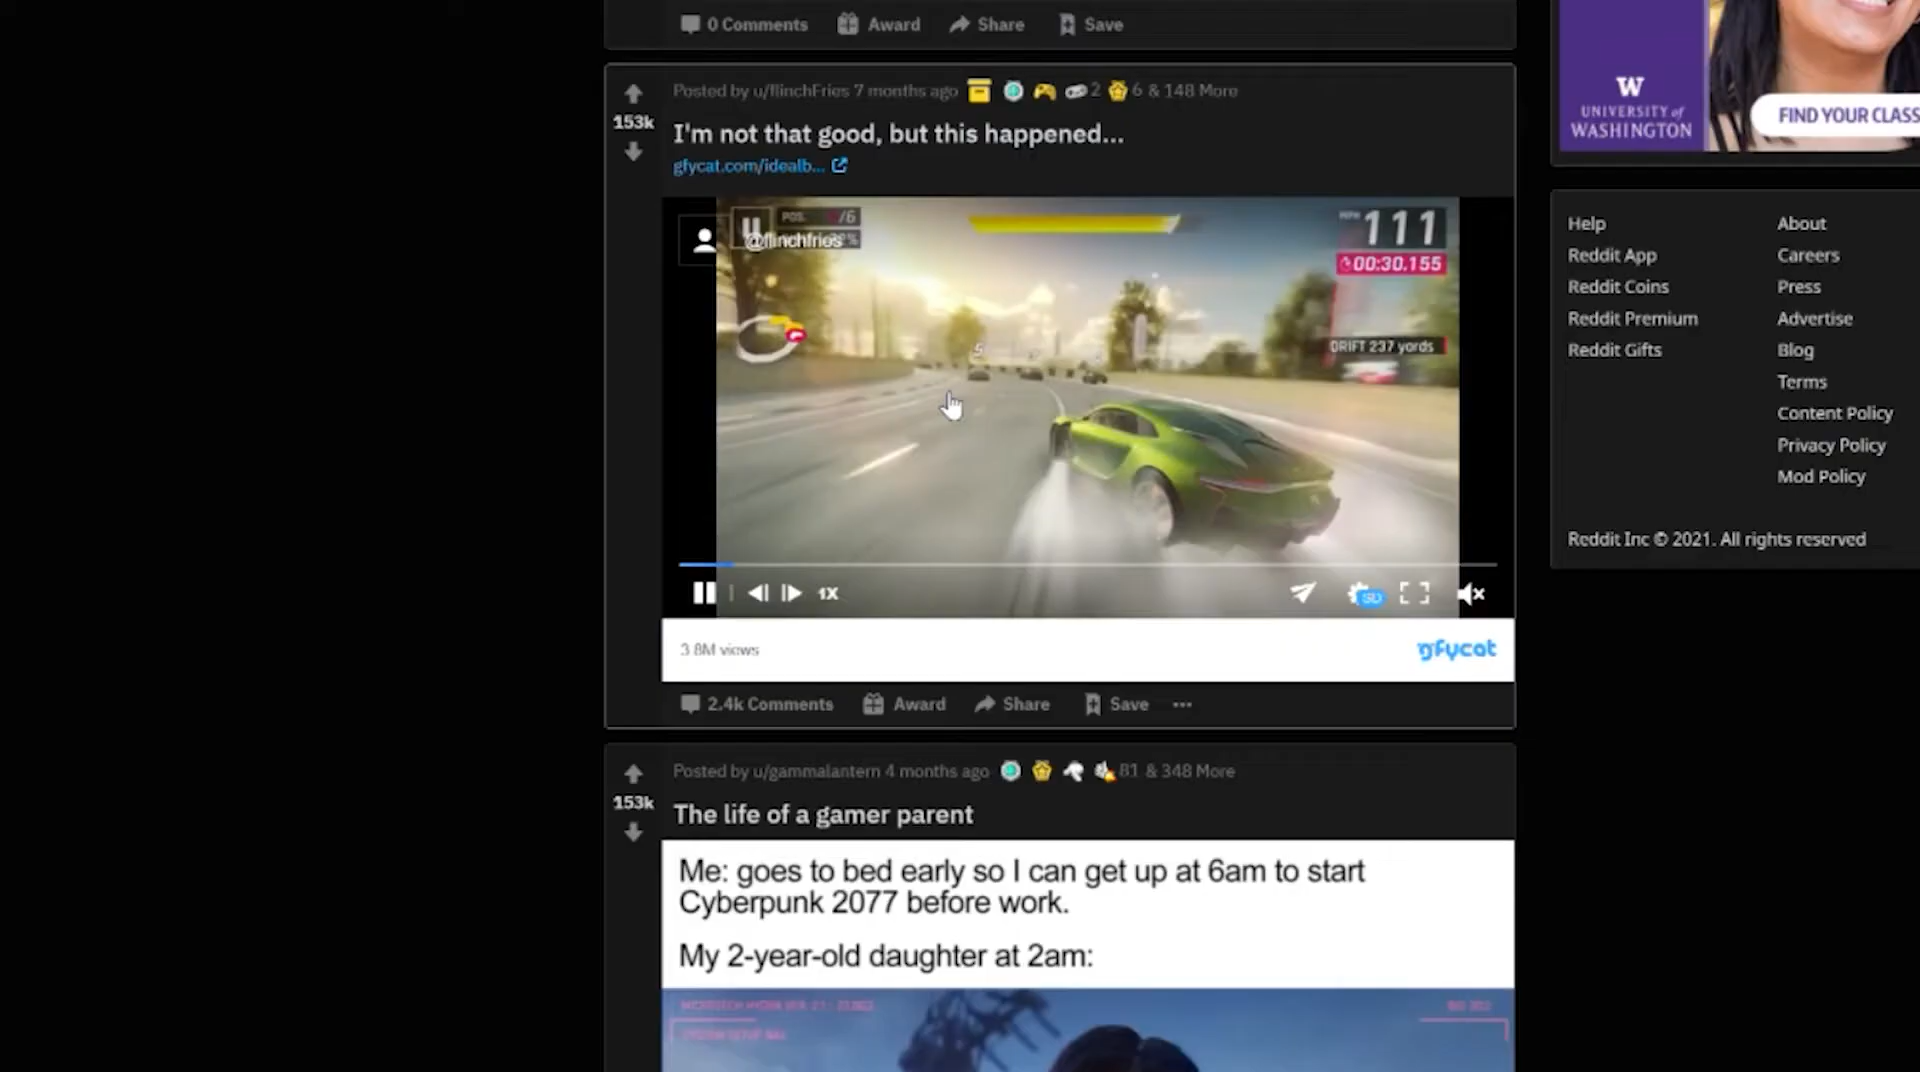 0 Comments Award Share Save
Posted by u/flinchFries 7 months ago 2 6 & 148 More
153k
I'm not that good, but this happened...
gfycat.com/idealb...
POS. /6
@flinchfries
MPH 111
00:30.155
5
DRIFT 237 yards
1X
SD
3.8M views
gfycat
2.4k Comments Award Share Save
Posted by u/gammalantern 4 months ago 81 & 348 More
153k
The life of a gamer parent
Me: goes to bed early so I can get up at 6am to start
Cyberpunk 2077 before work.
My 2-year-old daughter at 2am:
W
UNIVERSITY of
WASHINGTON
FIND YOUR CLASS
Help
Reddit App
Reddit Coins
Reddit Premium
Reddit Gifts
About
Careers
Press
Advertise
Blog
Terms
Content Policy
Privacy Policy
Mod Policy
Reddit Inc © 2021. All rights reserved